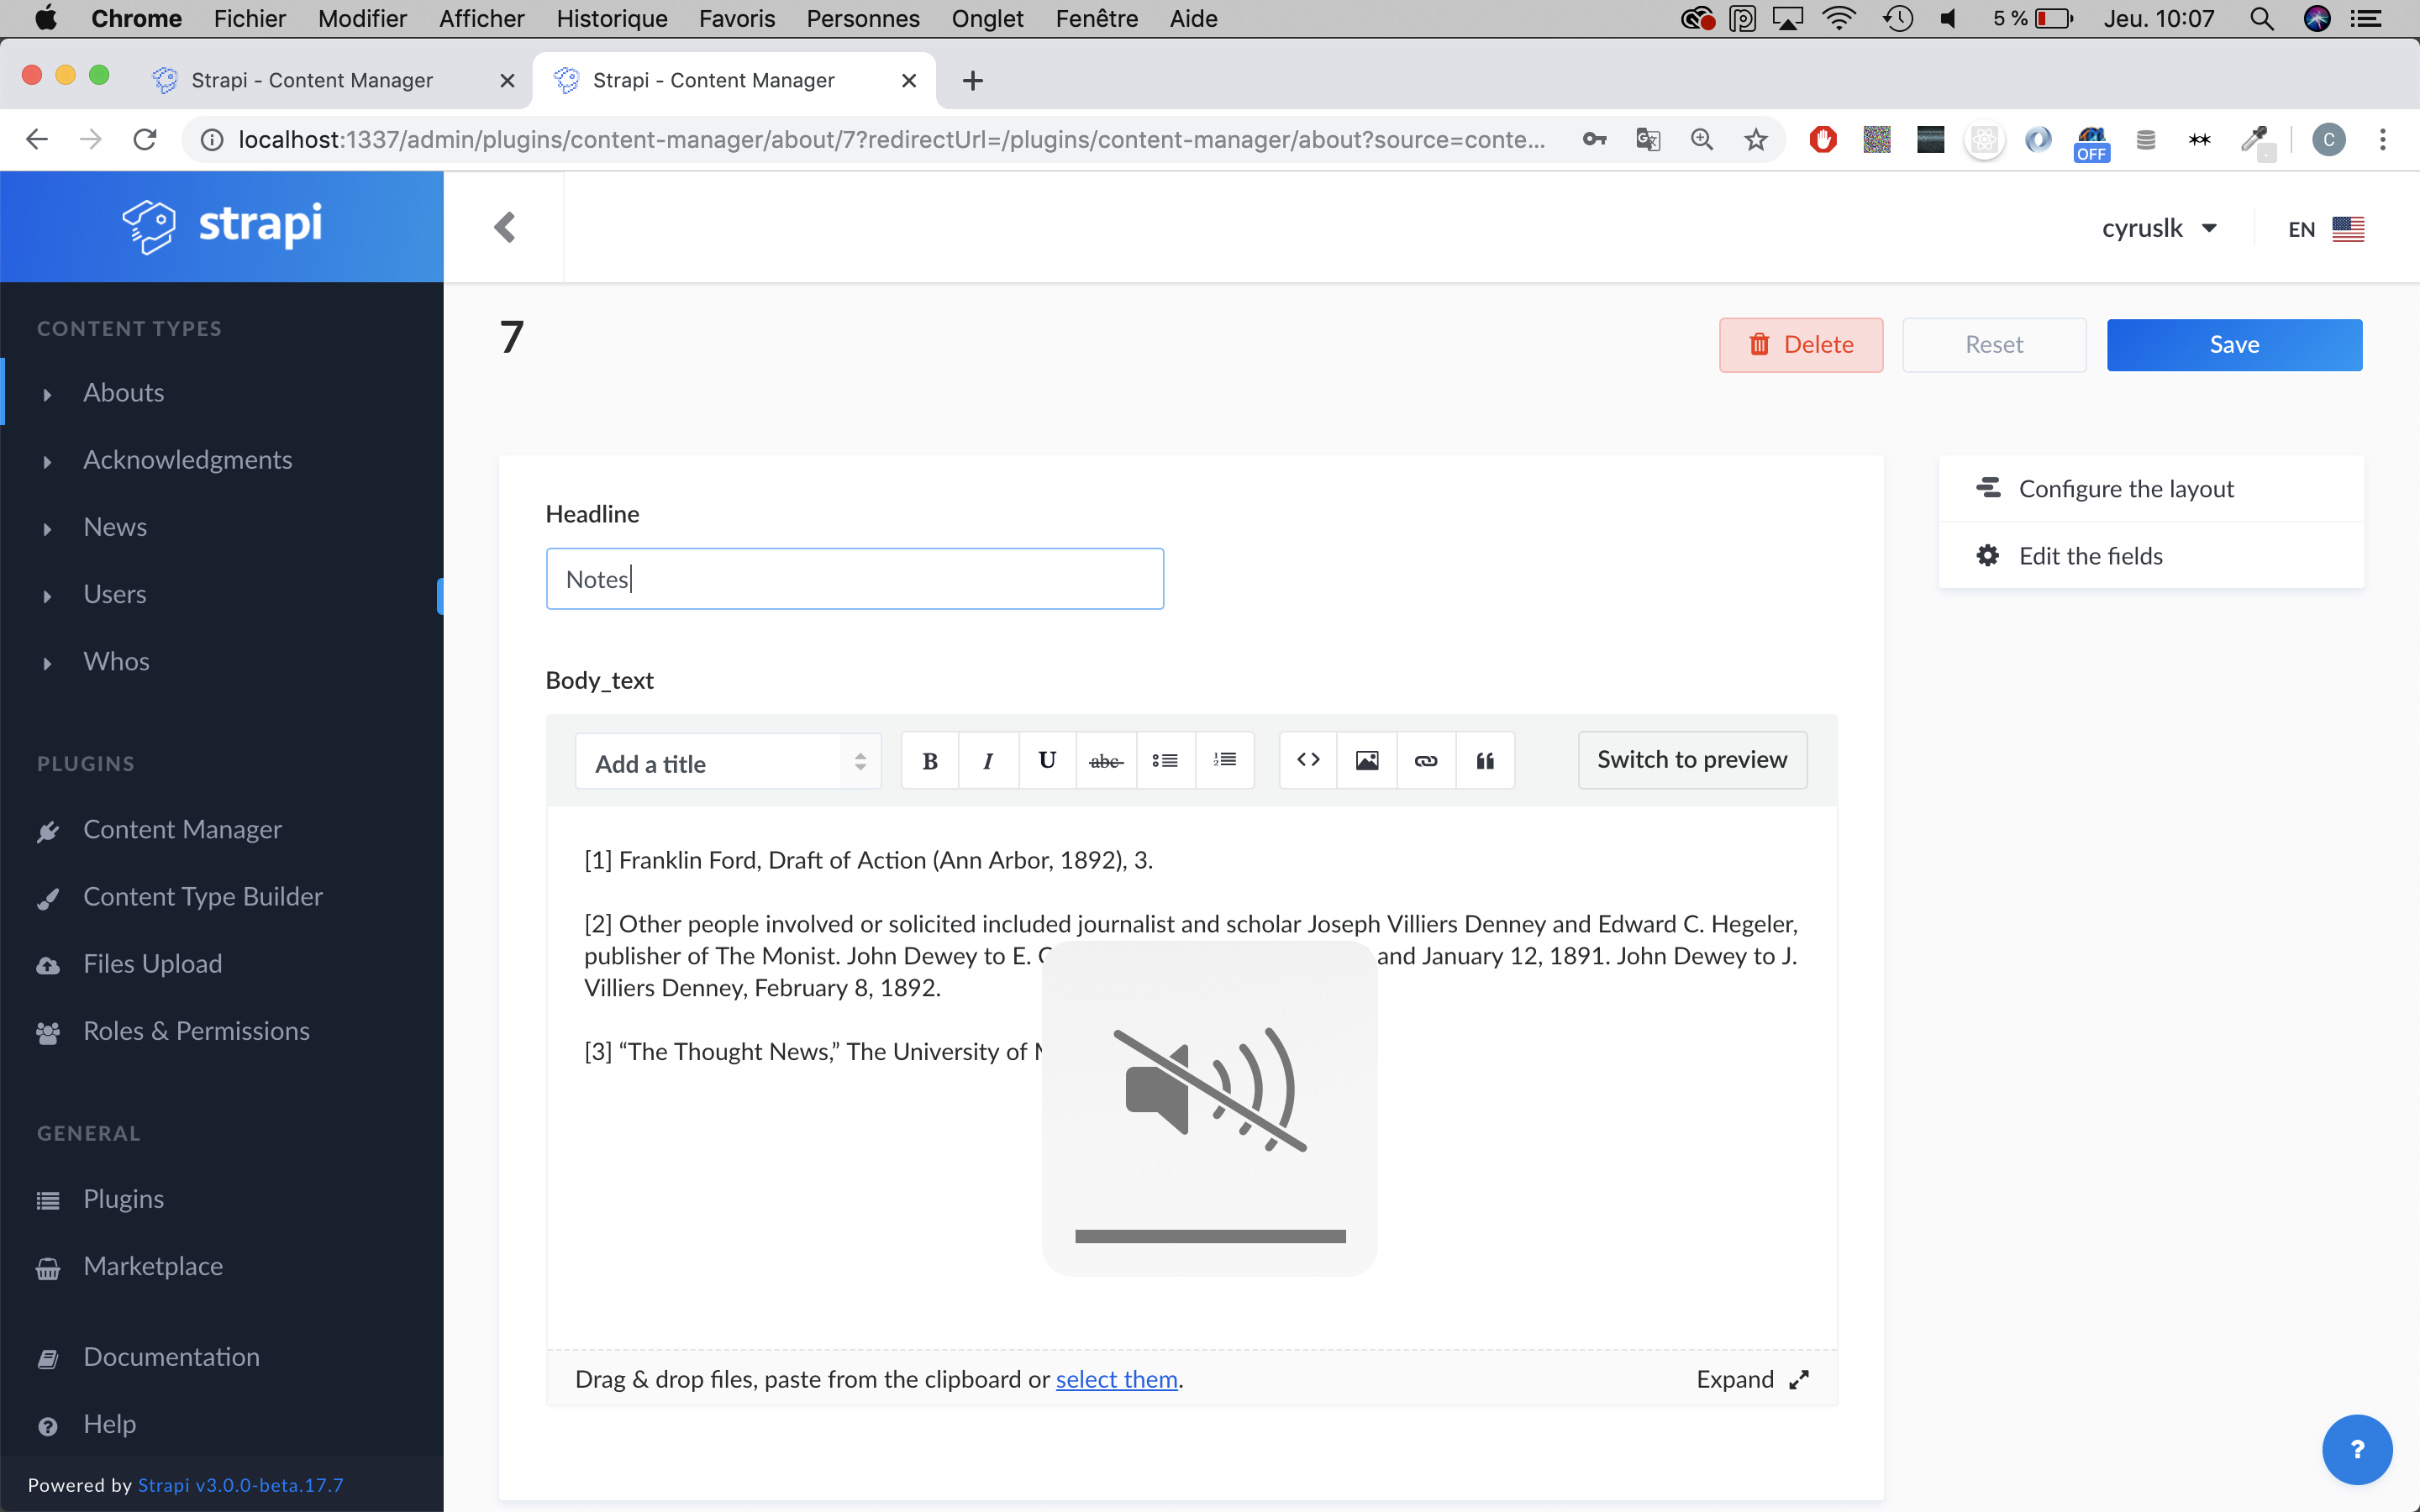 Chrome Fichier Modifier Afficher Historique Favoris Personnes Onglet Fenêtre Aide 5 % Jeu. 10:07
Strapi - Content Manager
Strapi - Content Manager
localhost:1337/admin/plugins/content-manager/about/7?redirectUrl=/plugins/content-manager/about?source=conte...
OFF
C
strapi
cyruslk
EN
CONTENT TYPES
Abouts
Acknowledgments
News
Users
Whos
PLUGINS
Content Manager
Content Type Builder
Files Upload
Roles & Permissions
GENERAL
Plugins
Marketplace
Documentation
Help
Powered by Strapi v3.0.0-beta.17.7
7
Delete
Reset
Save
Headline
Notes
Body_text
Add a title
B I U abc
Switch to preview
[1] Franklin Ford, Draft of Action (Ann Arbor, 1892), 3.
[2] Other people involved or solicited included journalist and scholar Joseph Villiers Denney and Edward C. Hegeler,
publisher of The Monist. John Dewey to E. and January 12, 1891. John Dewey to J.
Villiers Denney, February 8, 1892.
[3] “The Thought News,” The University of
Drag & drop files, paste from the clipboard or select them.
Expand
Configure the layout
Edit the fields
?